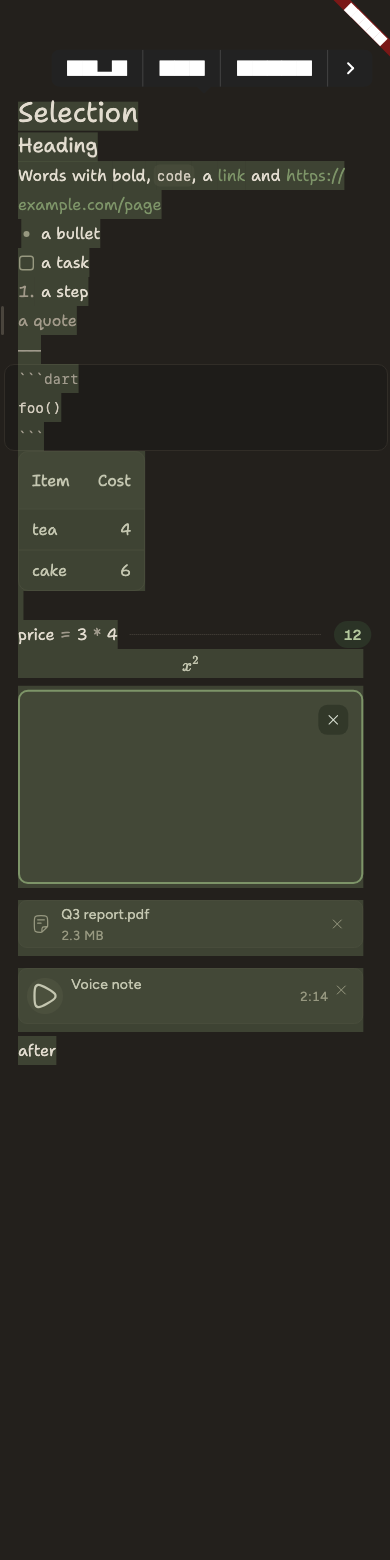 Selection
Heading
Words with bold, code, a link and https://
example.com/page
• a bullet
a task
1. a step
a quote
```dart
foo()
```
Item Cost
tea 4
cake 6
price = 3 * 4 12
x²
Q3 report.pdf
2.3 MB
Voice note
2:14
after